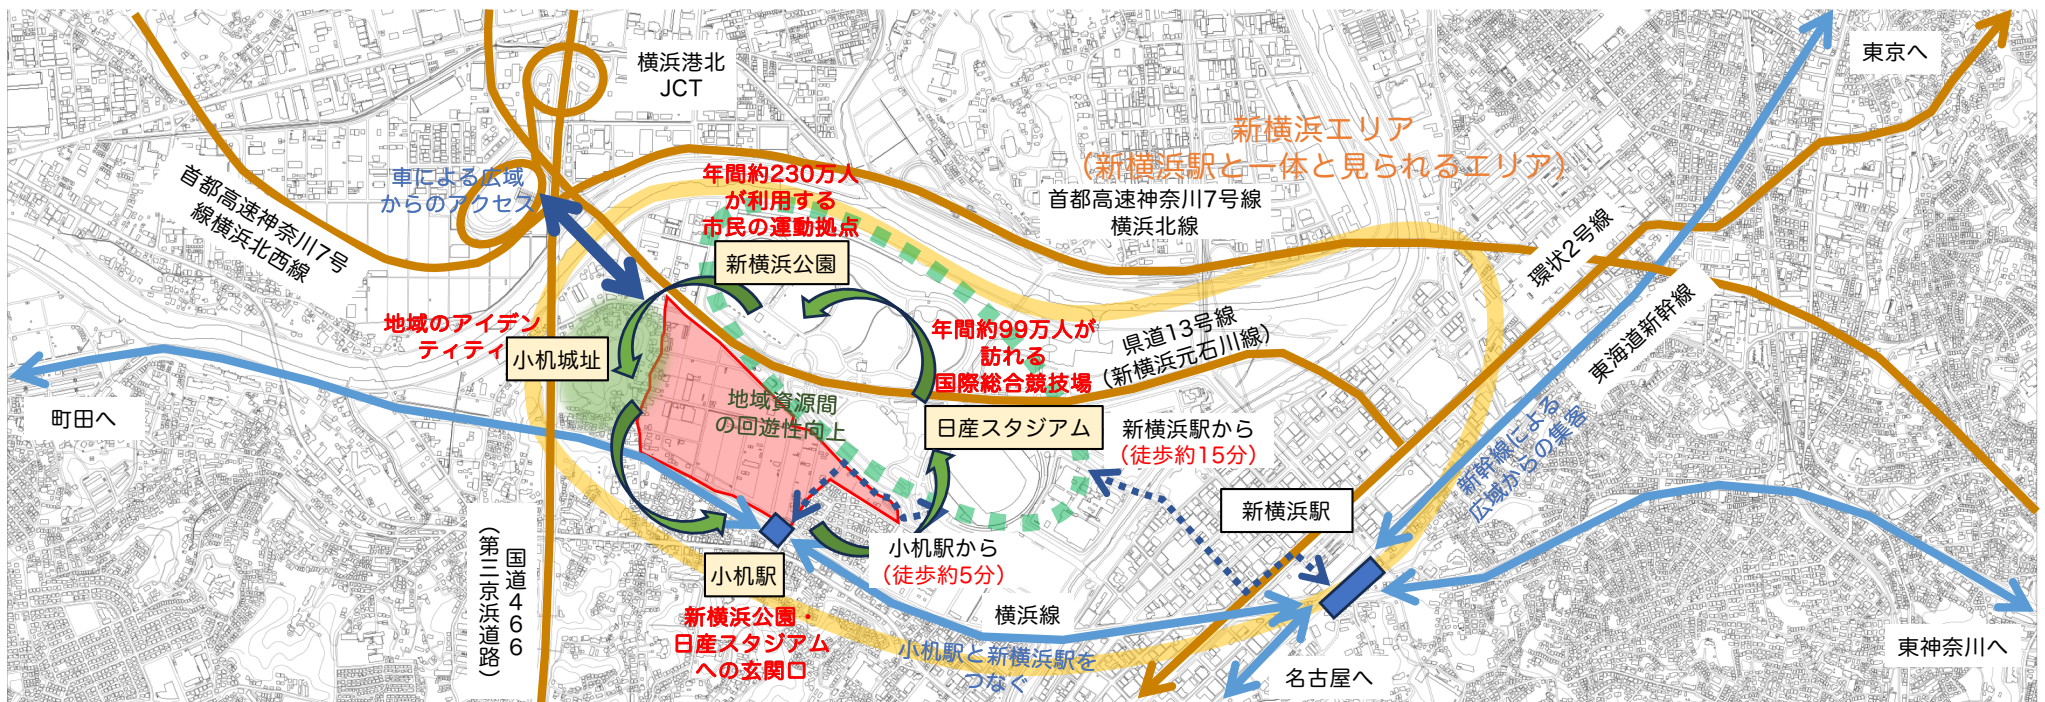 横浜港北
JCT
東京へ
新横浜エリア
（新横浜駅と一体と見られるエリア）
首都高速神奈川7号
線横浜北西線
車による広域
からのアクセス
年間約230万人
が利用する
市民の運動拠点
新横浜公園
首都高速神奈川7号線
横浜北線
環状2号線
東海道新幹線
地域のアイデン
ティティ
小机城址
年間約99万人が
訪れる
国際総合競技場
県道13号線
（新横浜元石川線）
町田へ
地域資源間
の回遊性向上
日産スタジアム
新横浜駅から
（徒歩約15分）
新幹線による
広域からの集客
新横浜駅
国道４６６
（第三京浜道路）
小机駅から
（徒歩約5分）
小机駅
新横浜公園・
日産スタジアム
への玄関口
横浜線
小机駅と新横浜駅を
つなぐ
名古屋へ
東神奈川へ